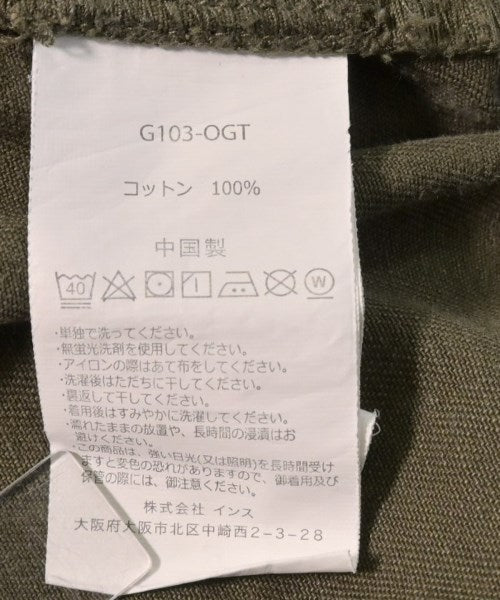 G103-OGT
コットン 100%
中国製
40 W
・単独で洗ってください。
・無蛍光洗剤を使用してください。
・アイロンの際はあて布をしてください。
・洗濯後はただちに干してください。
・裏返して干してください。
・着用後はすみやかに洗濯してください。
・濡れたままの放置や、長時間の浸漬はお
避けください。
・この商品は、強い日光(又は照明)を長時間受け
ますと変色の恐れがありますので、御着用及び
保管の際には、御注意ください。
株式会社 インス
大阪府大阪市北区中崎西2-3-28